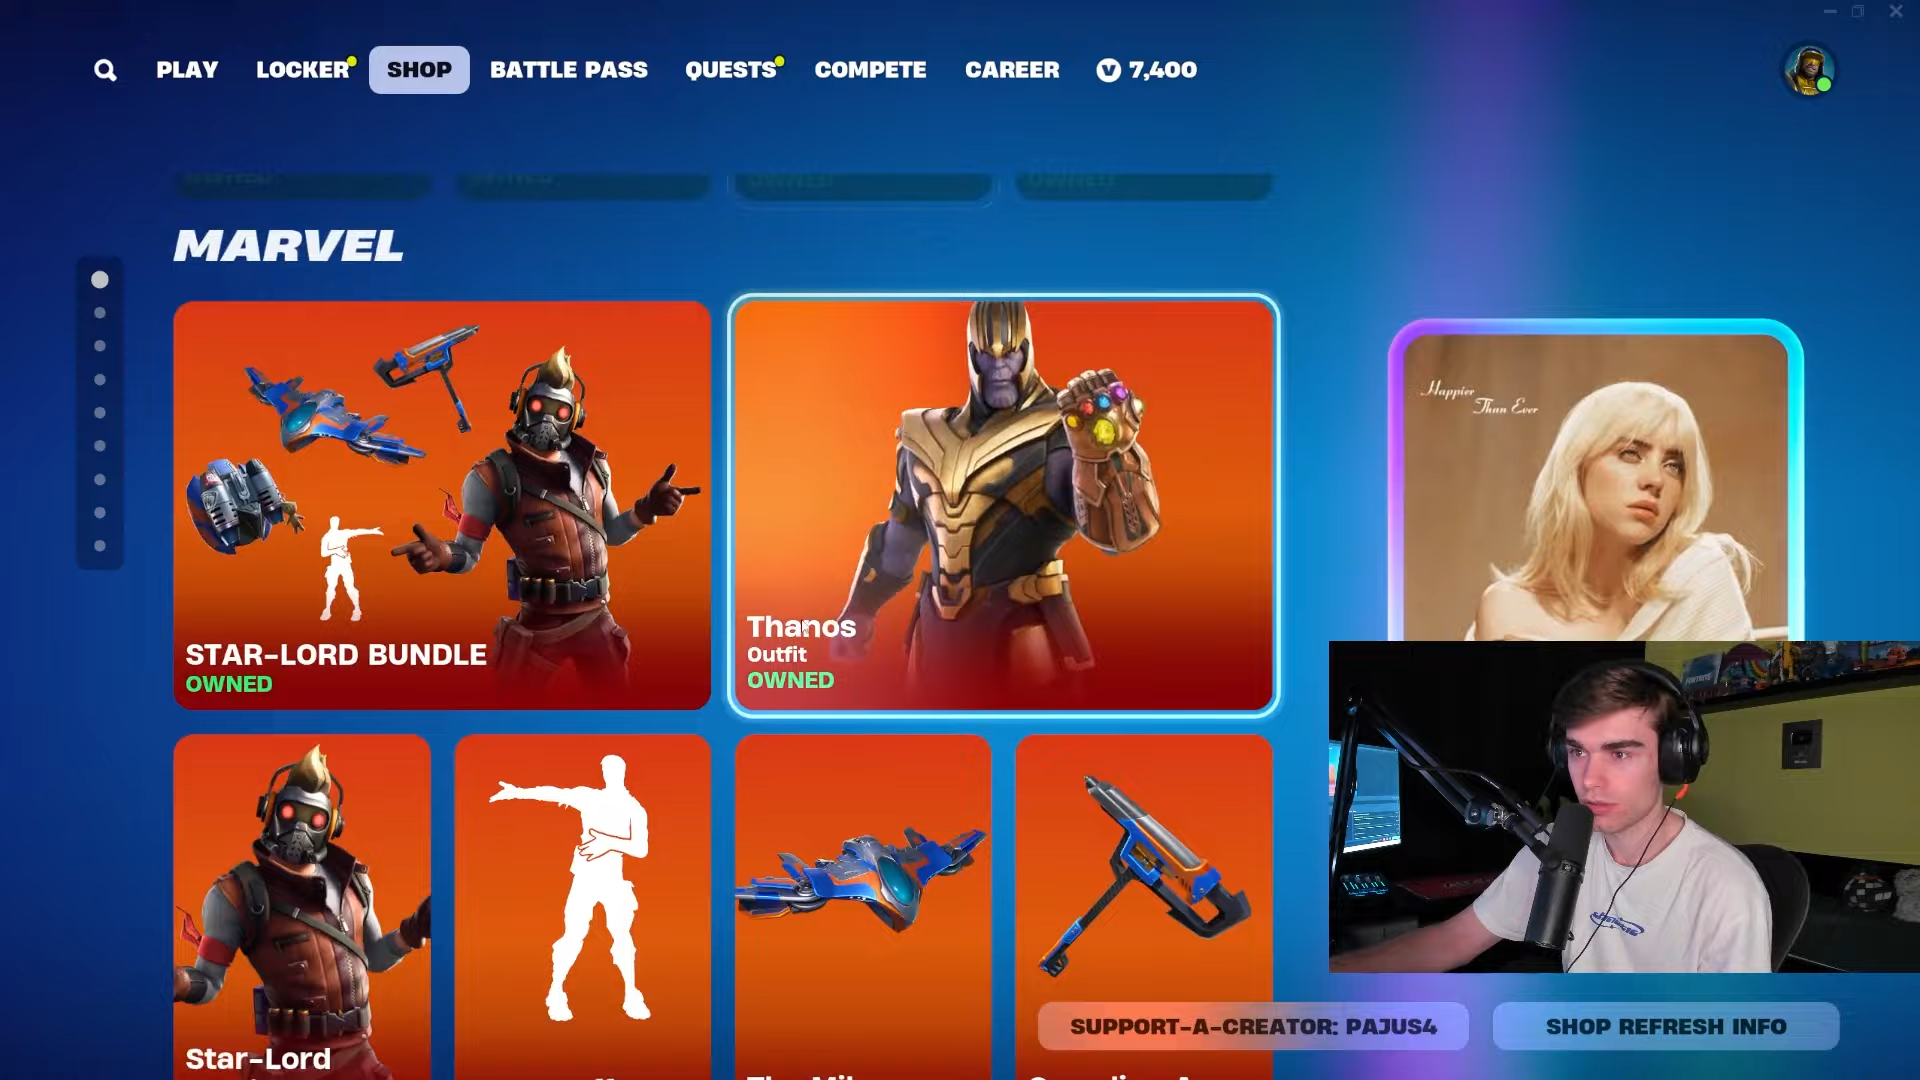 PLAY LOCKER SHOP BATTLE PASS QUESTS COMPETE CAREER V 7,400
OWNED
MARVEL
STAR-LORD BUNDLE
OWNED
Thanos
Outfit
OWNED
Happier
Than Ever
Star-Lord
SUPPORT-A-CREATOR: PAJUS4
SHOP REFRESH INFO